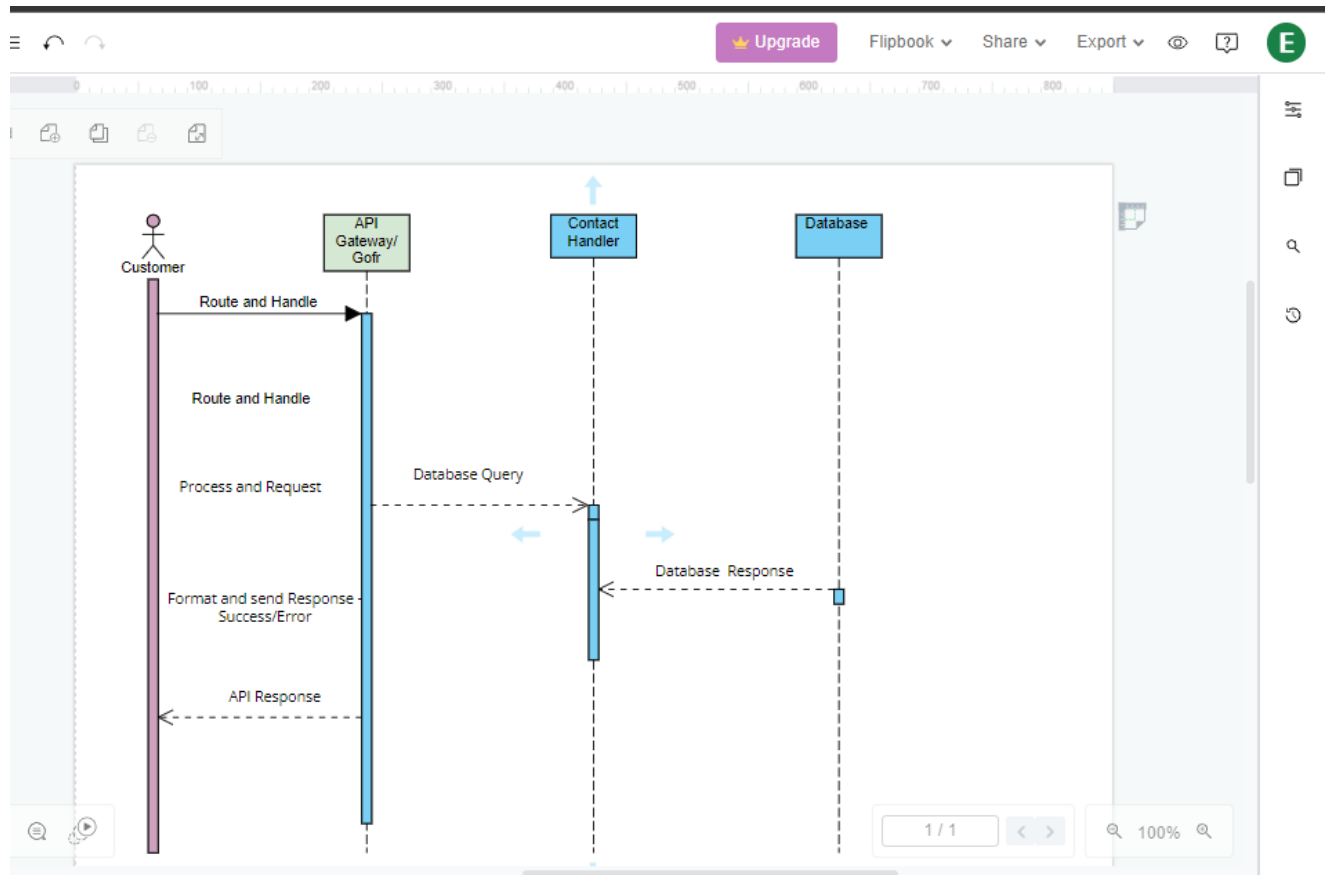 Upgrade
Flipbook
Share
Export
?
E
0
100
200
300
400
500
600
700
800
Customer
API
Gateway/
Gofr
Contact
Handler
Database
Route and Handle
Route and Handle
Database Query
Process and Request
Database  Response
Format and send Response
Success/Error
API Response
1 / 1
100%